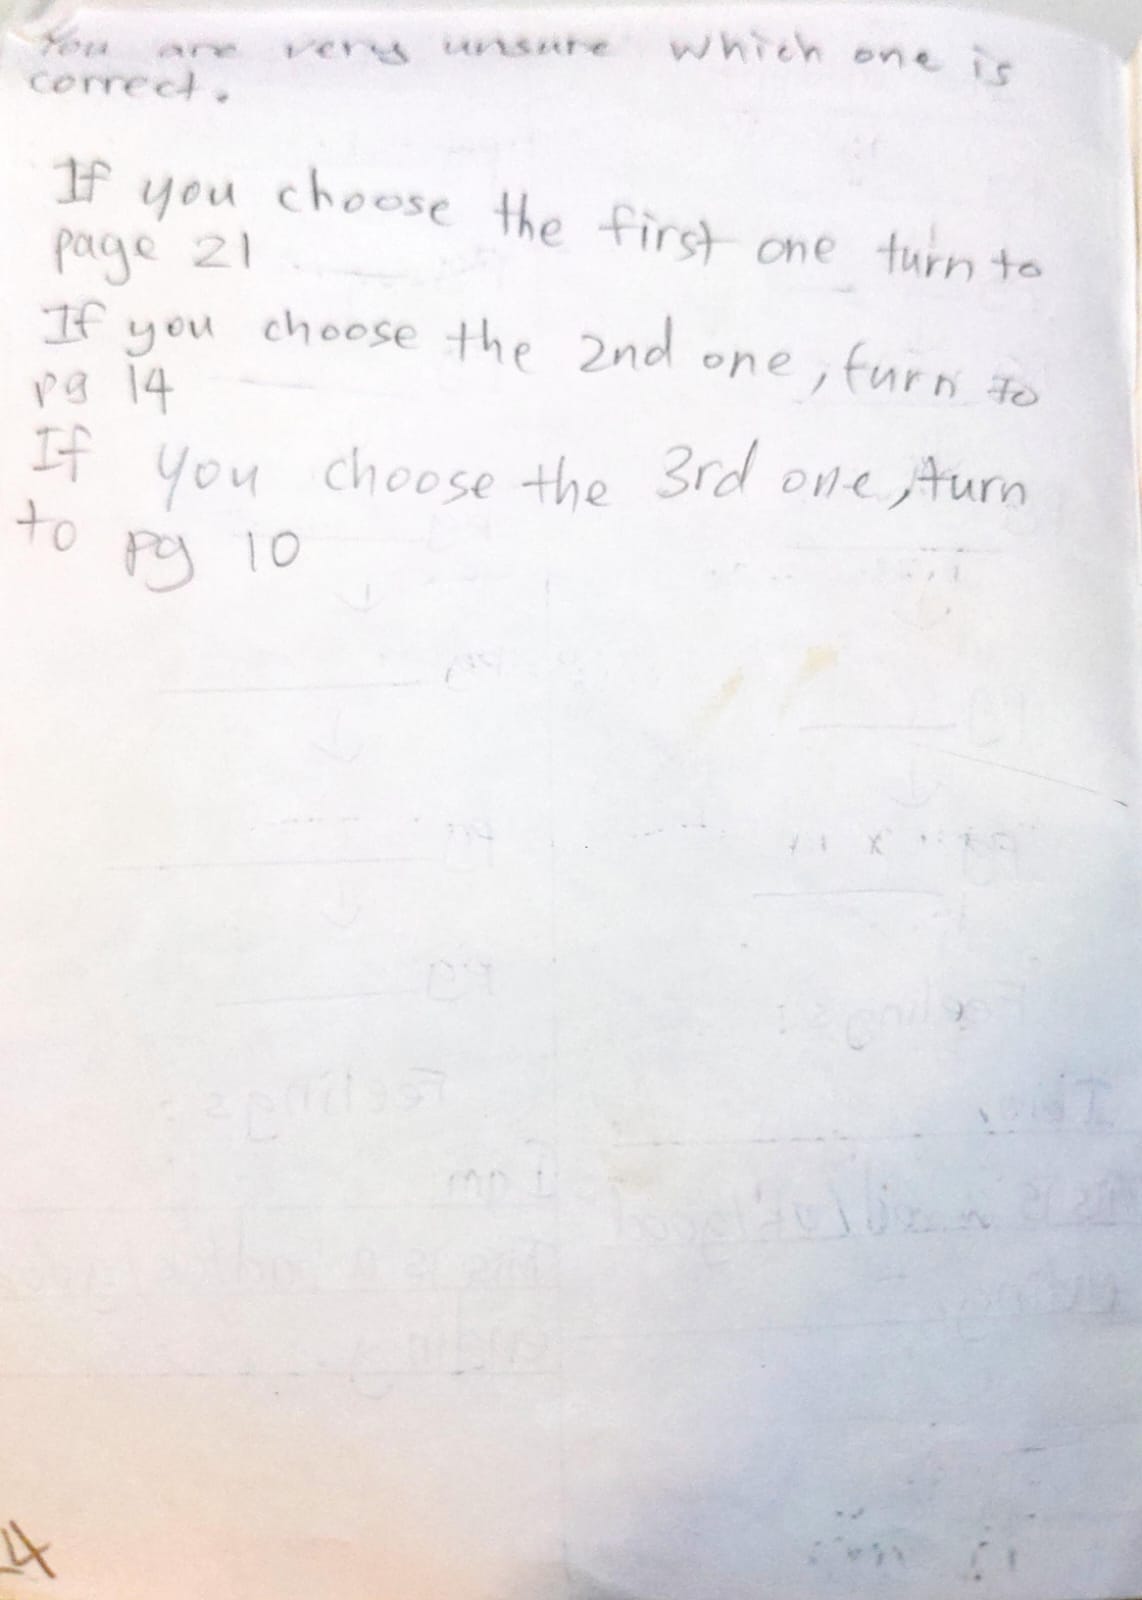 You are very unsure which one is
correct.
If you choose the first one turn to
page 21
If you choose the 2nd one, turn to
pg 14
If you choose the 3rd one, turn
to pg 10
4